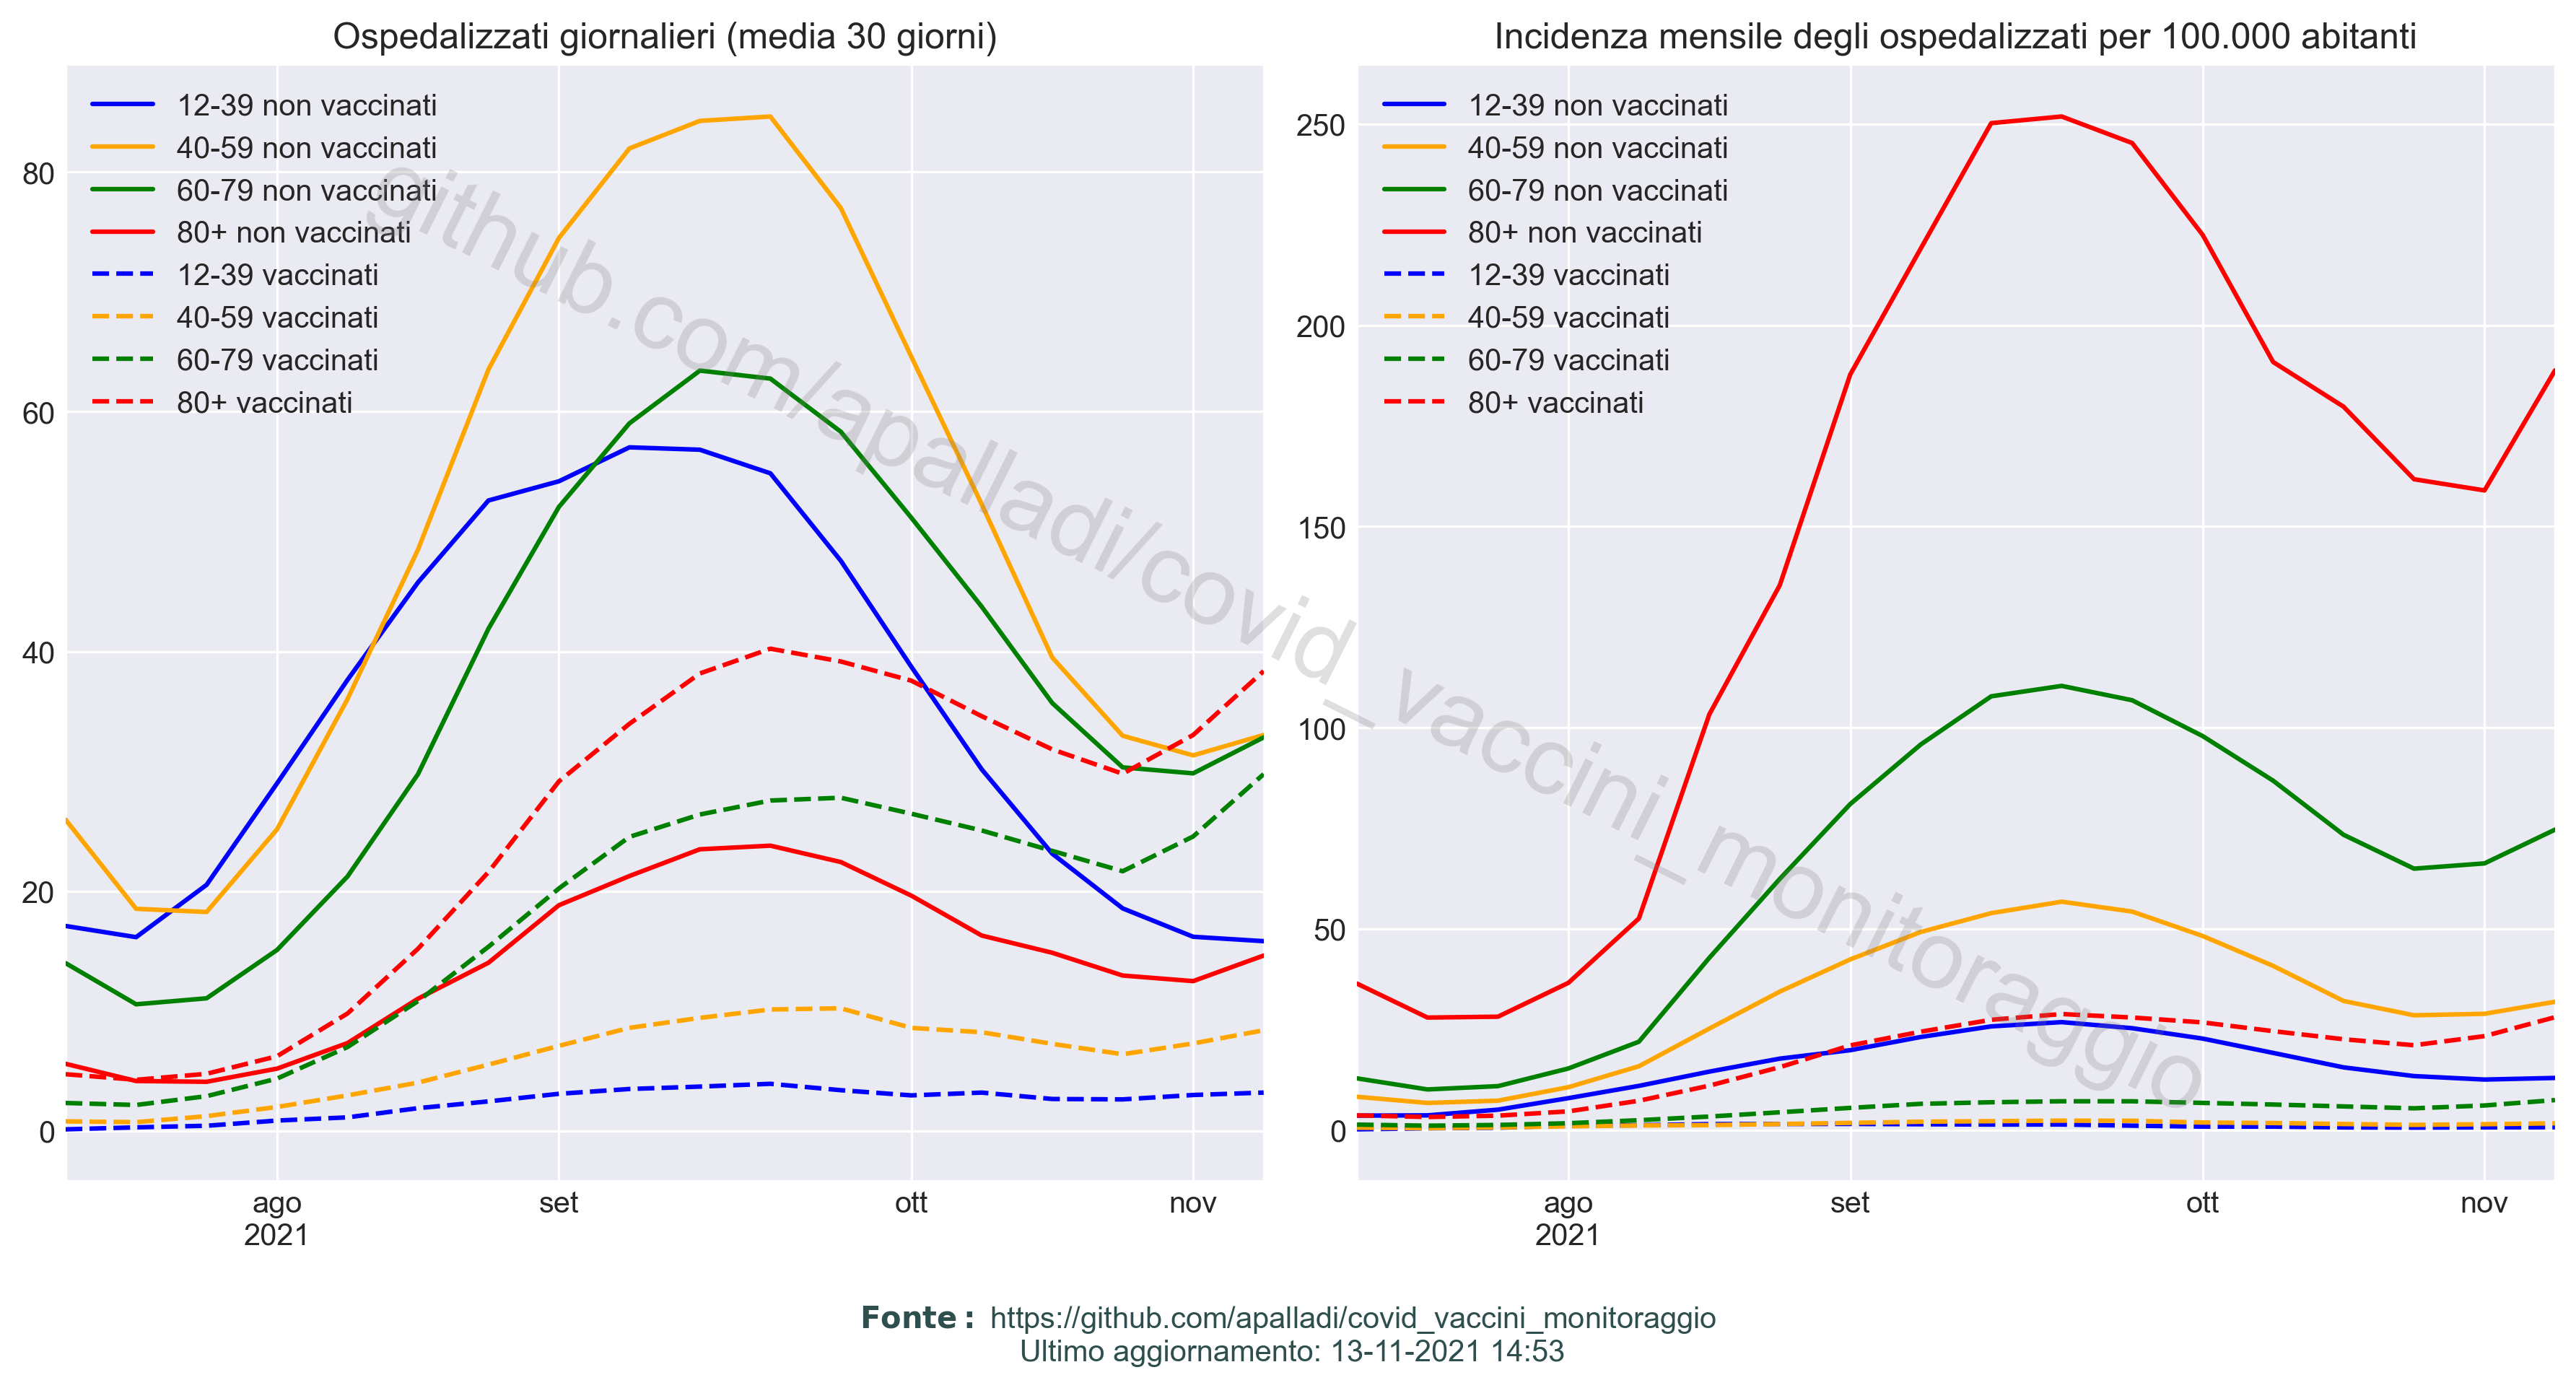 Ospedalizzati giornalieri (media 30 giorni)
12-39 non vaccinati
40-59 non vaccinati
60-79 non vaccinati
80+ non vaccinati
12-39 vaccinati
40-59 vaccinati
60-79 vaccinati
80+ vaccinati
80
60
40
20
0
ago
2021
set
ott
nov
Incidenza mensile degli ospedalizzati per 100.000 abitanti
12-39 non vaccinati
40-59 non vaccinati
60-79 non vaccinati
80+ non vaccinati
12-39 vaccinati
40-59 vaccinati
60-79 vaccinati
80+ vaccinati
250
200
150
100
50
0
ago
2021
set
ott
nov
github.com/apalladi/covid_vaccini_monitoraggio
Fonte: https://github.com/apalladi/covid_vaccini_monitoraggio
Ultimo aggiornamento: 13-11-2021 14:53